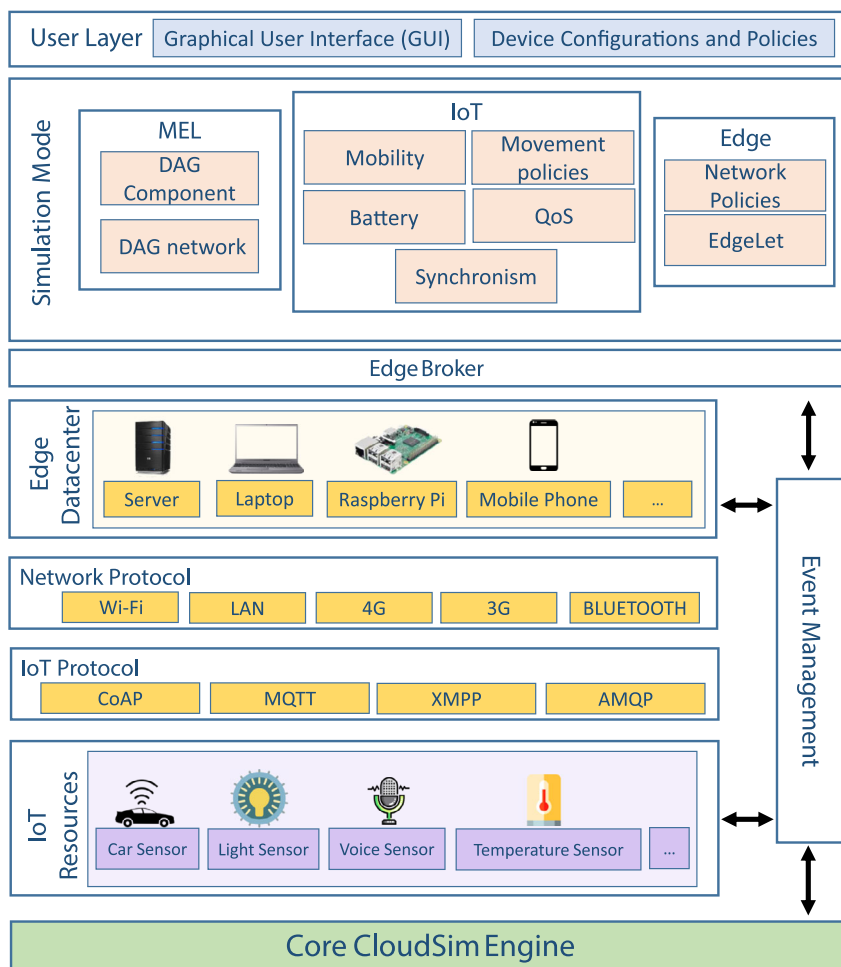 User Layer
Graphical User Interface (GUI)
Device Configurations and Policies
Simulation Mode
MEL
DAG
Component
DAG network
IoT
Mobility
Movement
policies
Battery
QoS
Synchronism
Edge
Network
Policies
EdgeLet
Edge Broker
Edge
Datacenter
Server
Laptop
Raspberry Pi
Mobile Phone
...
Network Protocol
Wi-Fi
LAN
4G
3G
BLUETOOTH
IoT Protocol
CoAP
MQTT
XMPP
AMQP
IoT
Resources
Car Sensor
Light Sensor
Voice Sensor
Temperature Sensor
...
Event Management
Core CloudSim Engine